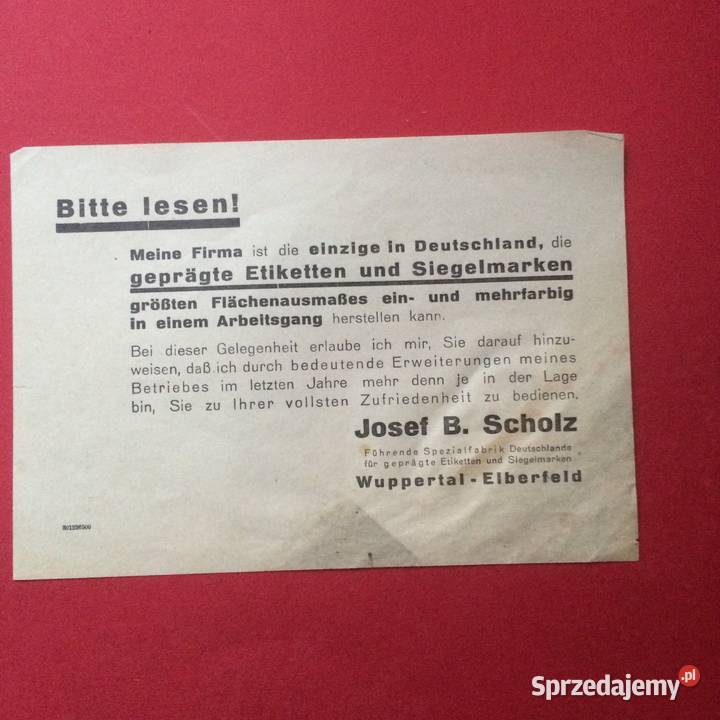 Bitte lesen!
Meine Firma ist die einzige in Deutschland, die
geprägte Etiketten und Siegelmarken
größten Flächenausmaßes ein- und mehrfarbig
in einem Arbeitsgang herstellen kann.
Bei dieser Gelegenheit erlaube ich mir, Sie darauf hinzu-
weisen, daß ich durch bedeutende Erweiterungen meines
Betriebes im letzten Jahre mehr denn je in der Lage
bin, Sie zu Ihrer vollsten Zufriedenheit zu bedienen.
Josef B. Scholz
Führende Spezialfabrik Deutschlands
für geprägte Etiketten und Siegelmarken
Wuppertal-Elberfeld
Sprzedajemy.pl